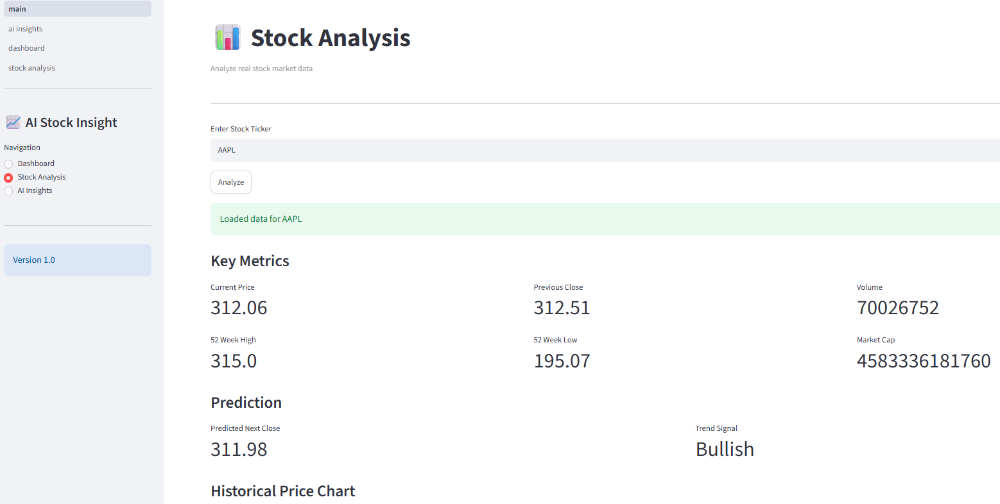 main
ai insights
dashboard
stock analysis
AI Stock Insight
Navigation
Dashboard
Stock Analysis
AI Insights
Version 1.0
Stock Analysis
Analyze real stock market data
Enter Stock Ticker
AAPL
Analyze
Loaded data for AAPL
Key Metrics
Current Price Previous Close Volume
312.06 312.51 70026752
52 Week High 52 Week Low Market Cap
315.0 195.07 4583336181760
Prediction
Predicted Next Close Trend Signal
311.98 Bullish
Historical Price Chart